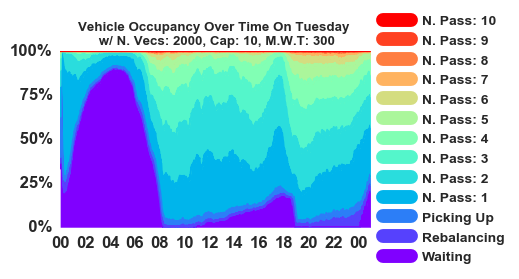 Vehicle Occupancy Over Time On Tuesday
w/ N. Vecs: 2000, Cap: 10, M.W.T: 300
100%
75%
50%
25%
0%
00 02 04 06 08 10 12 14 16 18 20 22 00
N. Pass: 10
N. Pass: 9
N. Pass: 8
N. Pass: 7
N. Pass: 6
N. Pass: 5
N. Pass: 4
N. Pass: 3
N. Pass: 2
N. Pass: 1
Picking Up
Rebalancing
Waiting